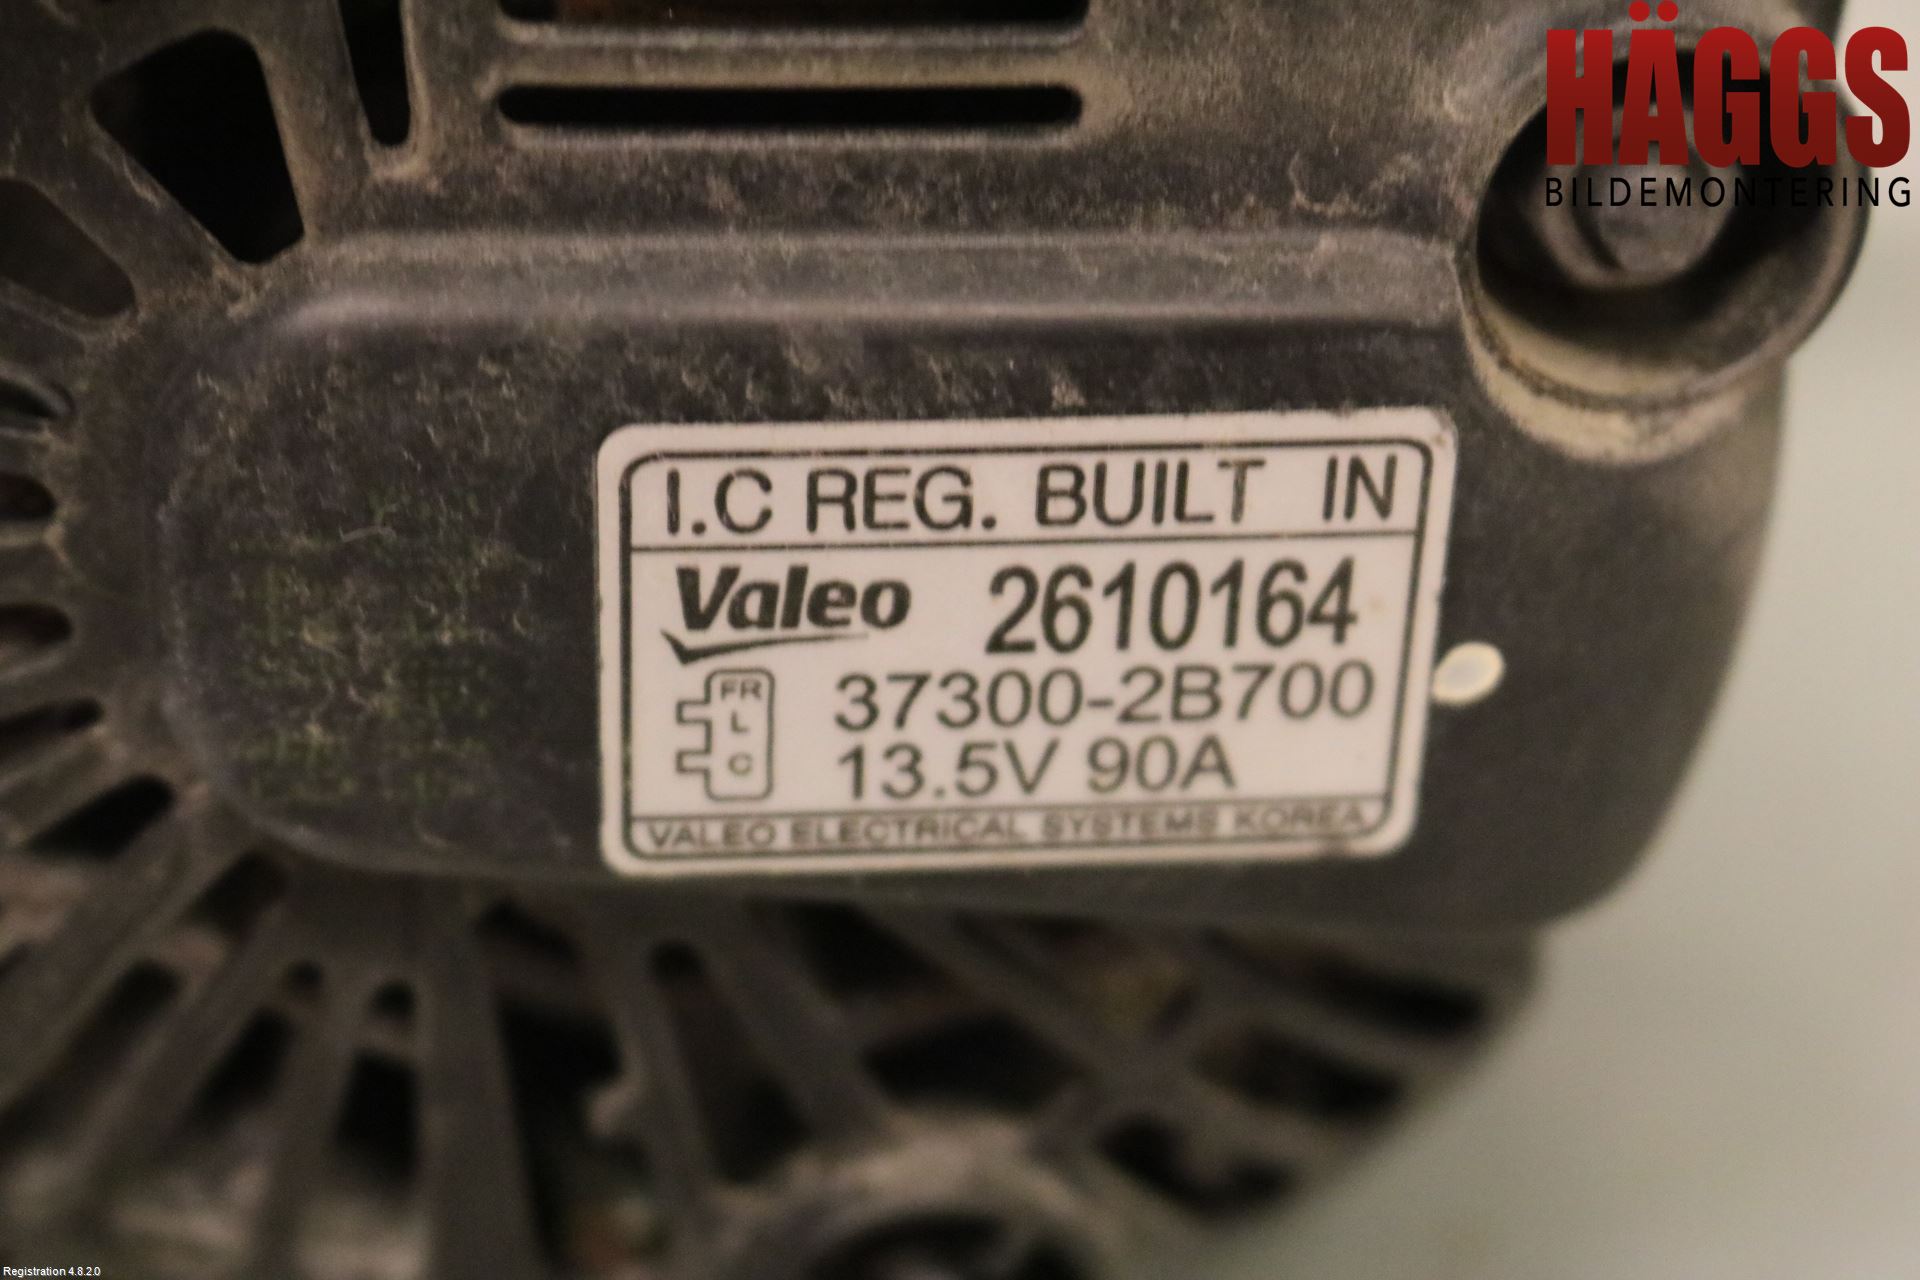 HÄGGS
BILDEMONTERING
I.C REG. BUILT IN
Valeo 2610164
FR
L
C
37300-2B700
13.5V 90A
VALEO ELECTRICAL SYSTEMS KOREA
Registration 4.8.2.0